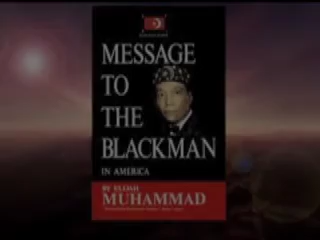 MESSAGE
TO
THE
BLACKMAN
IN AMERICA
BY ELIJAH
MUHAMMAD